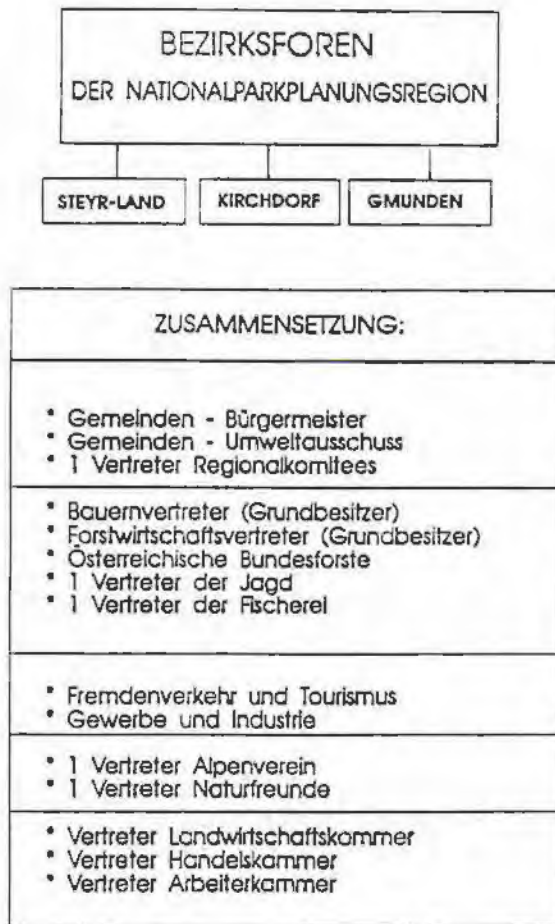 BEZIRKSFOREN
DER NATIONALPARKPLANUNGSREGION
STEYR-LAND
KIRCHDORF
GMUNDEN
ZUSAMMENSETZUNG:
* Gemeinden - Bürgermeister
* Gemeinden - Umweltausschuss
* 1 Vertreter Regionalkomitees
* Bauernvertreter (Grundbesitzer)
* Forstwirtschaftsvertreter (Grundbesitzer)
* Österreichische Bundesforste
* 1 Vertreter der Jagd
* 1 Vertreter der Fischerei
* Fremdenverkehr und Tourismus
* Gewerbe und Industrie
* 1 Vertreter Alpenverein
* 1 Vertreter Naturfreunde
* Vertreter Landwirtschaftskammer
* Vertreter Handelskammer
* Vertreter Arbeiterkammer